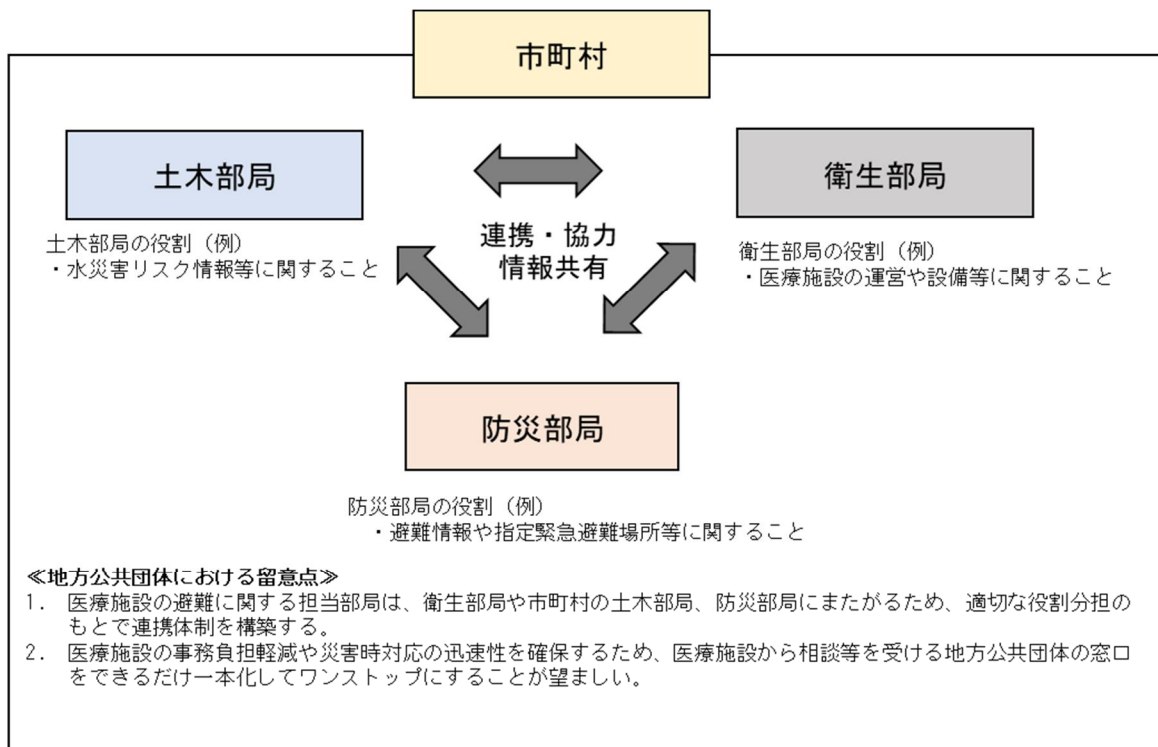 市町村
土木部局
衛生部局
土木部局の役割（例）
・水災害リスク情報等に関すること
連携・協力
情報共有
衛生部局の役割（例）
・医療施設の運営や設備等に関すること
防災部局
防災部局の役割（例）
・避難情報や指定緊急避難場所等に関すること
≪地方公共団体における留意点≫
1. 医療施設の避難に関する担当部局は、衛生部局や市町村の土木部局、防災部局にまたがるため、適切な役割分担の
もとで連携体制を構築する。
2. 医療施設の事務負担軽減や災害時対応の迅速性を確保するため、医療施設から相談等を受ける地方公共団体の窓口
をできるだけ一本化してワンストップにすることが望ましい。